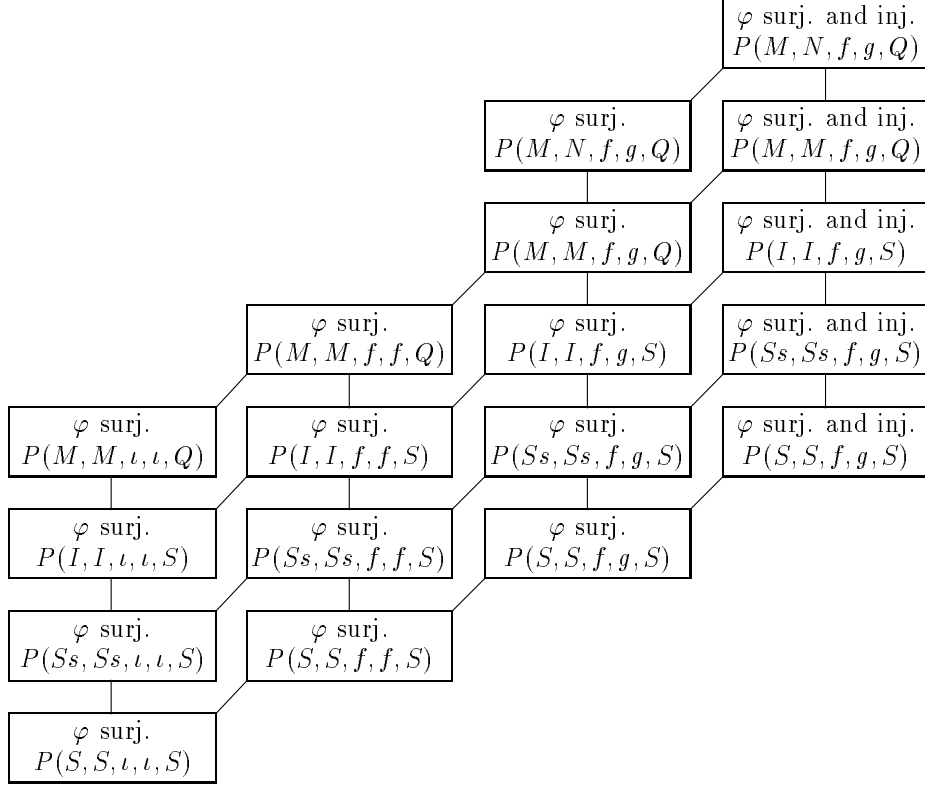 φ surj. and inj.
P(M, N, f, g, Q)
φ surj.
P(M, N, f, g, Q)
φ surj. and inj.
P(M, M, f, g, Q)
φ surj.
P(M, M, f, g, Q)
φ surj. and inj.
P(I, I, f, g, S)
φ surj.
P(M, M, f, f, Q)
φ surj.
P(I, I, f, g, S)
φ surj. and inj.
P(Ss, Ss, f, g, S)
φ surj.
P(M, M, ι, ι, Q)
φ surj.
P(I, I, f, f, S)
φ surj.
P(Ss, Ss, f, g, S)
φ surj. and inj.
P(S, S, f, g, S)
φ surj.
P(I, I, ι, ι, S)
φ surj.
P(Ss, Ss, f, f, S)
φ surj.
P(S, S, f, g, S)
φ surj.
P(Ss, Ss, ι, ι, S)
φ surj.
P(S, S, f, f, S)
φ surj.
P(S, S, ι, ι, S)